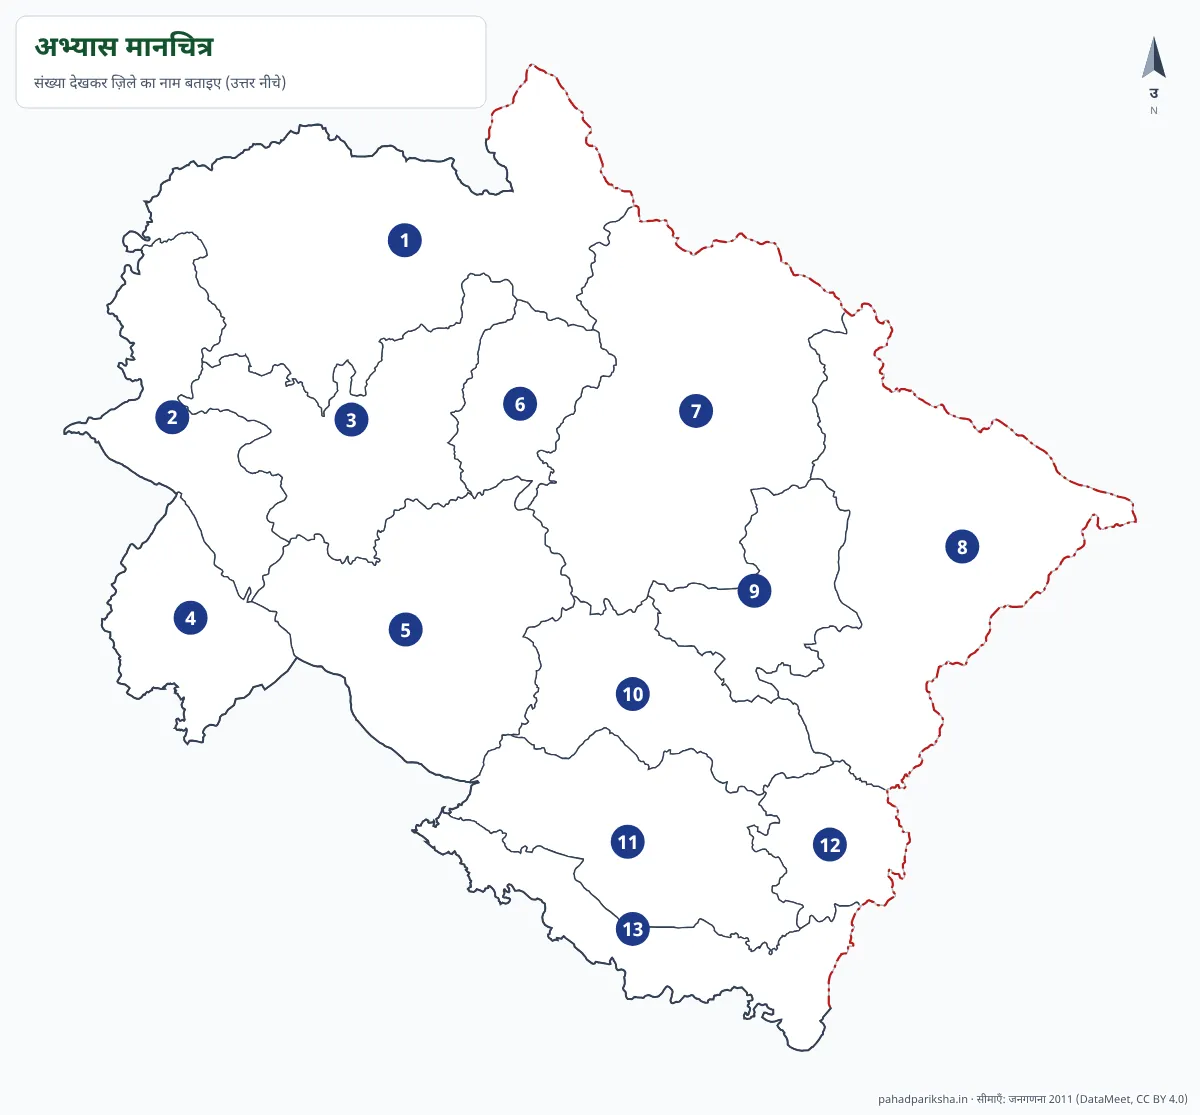 अभ्यास मानचित्र
संख्या देखकर ज़िले का नाम बताइए (उत्तर नीचे)
उ
N
1
2
3
6
7
8
9
4
5
10
11
12
13
pahadpariksha.in · सीमाएँ: जनगणना 2011 (DataMeet, CC BY 4.0)